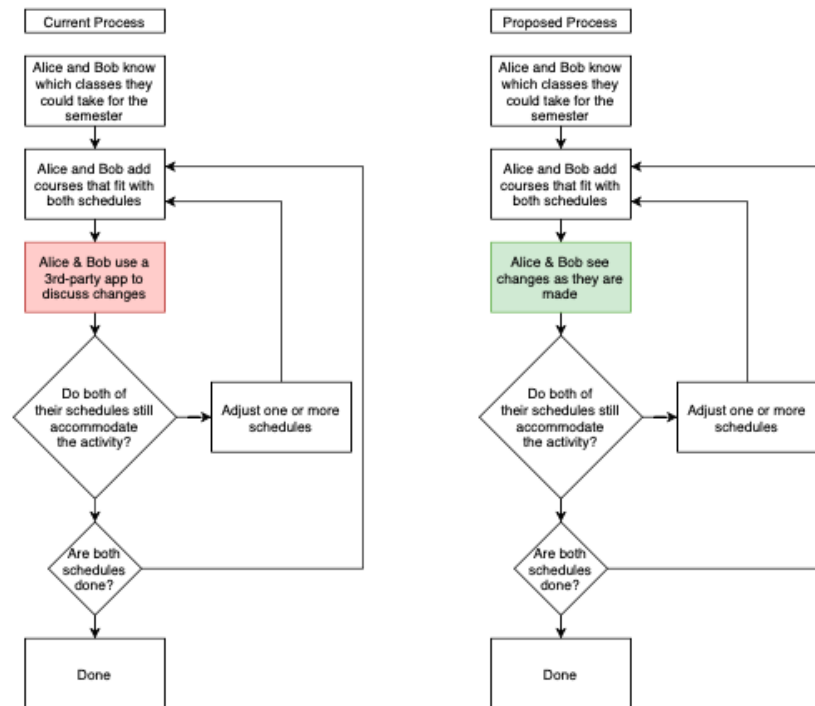 Current Process
Alice and Bob know
which classes they
could take for the
semester
Alice and Bob add
courses that fit with
both schedules
Alice & Bob use a
3rd-party app to
discuss changes
Do both of
their schedules still
accommodate
the activity?
Adjust one or more
schedules
Are both
schedules
done?
Done
Proposed Process
Alice and Bob know
which classes they
could take for the
semester
Alice and Bob add
courses that fit with
both schedules
Alice & Bob see
changes as they are
made
Do both of
their schedules still
accommodate
the activity?
Adjust one or more
schedules
Are both
schedules
done?
Done